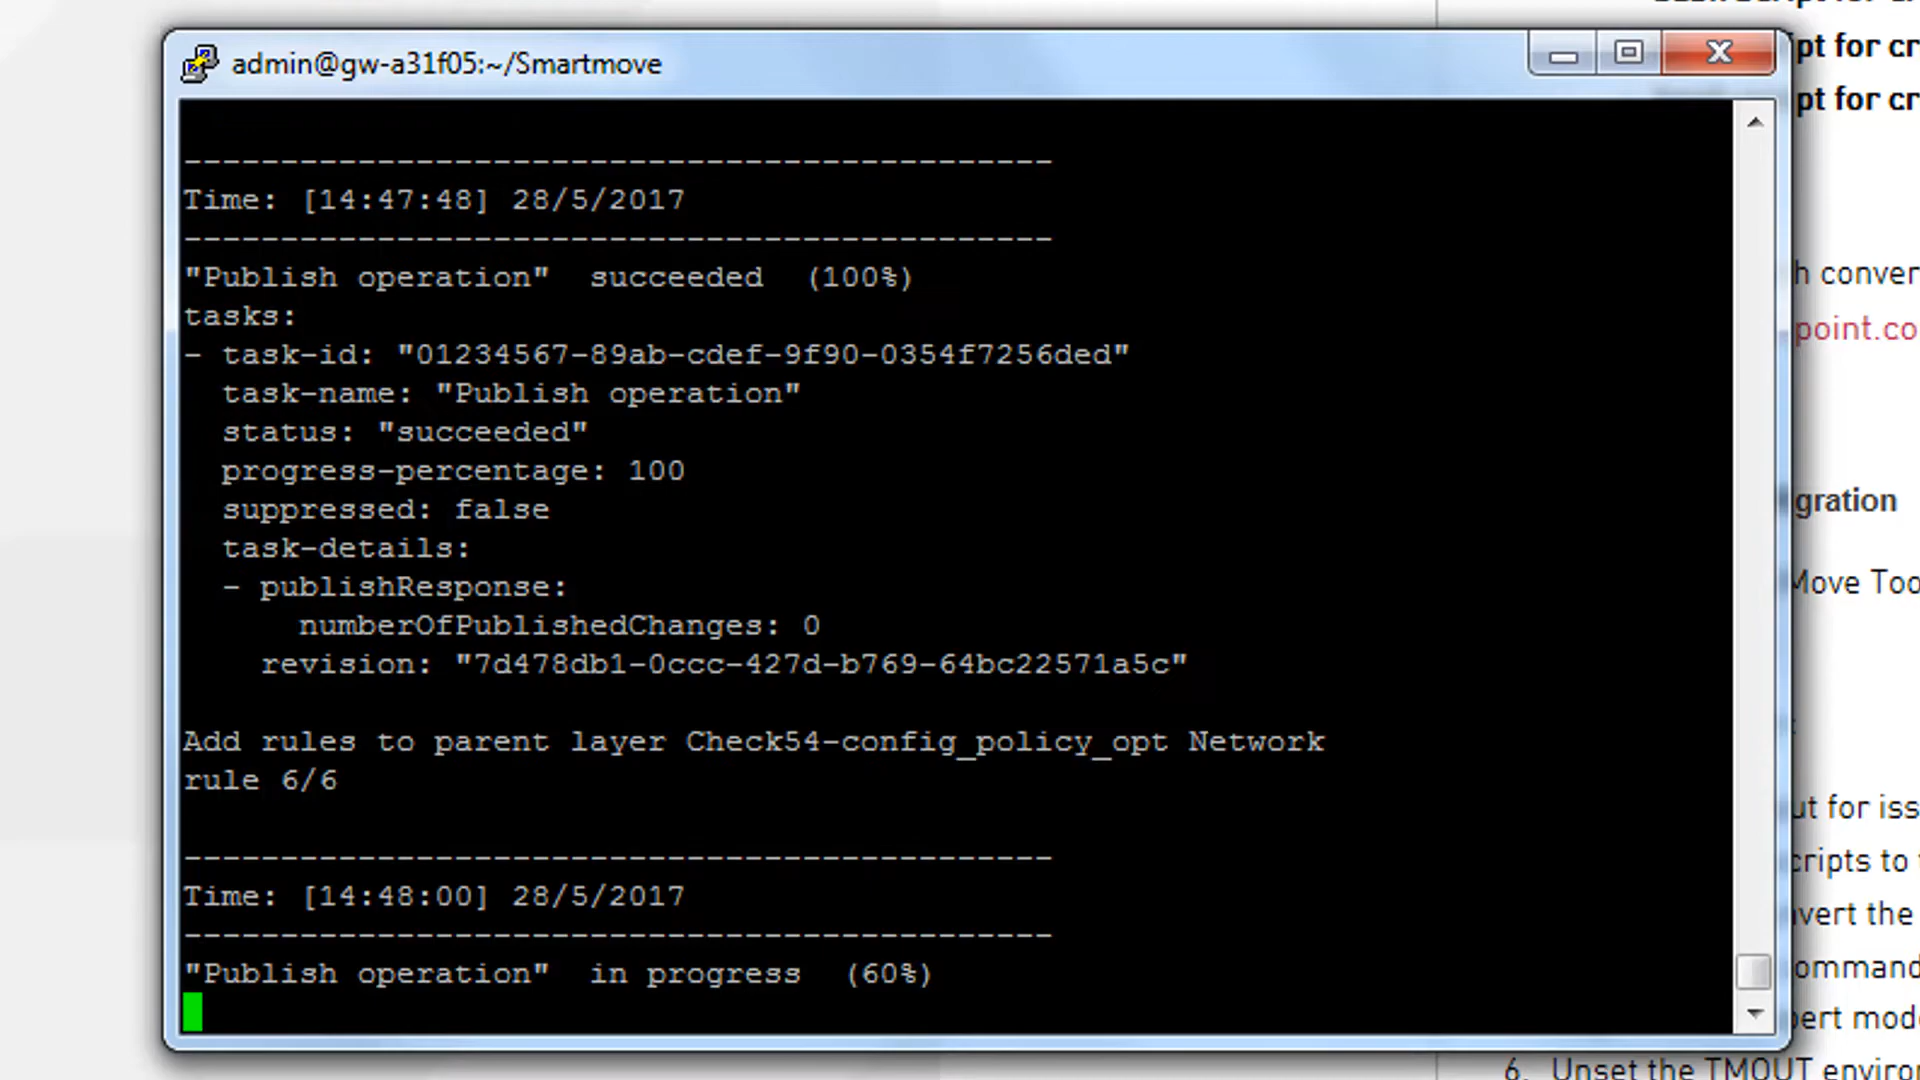 pt for cr
admin@gw-a31f05:~/Smartmove
pt for cr
---------------------------------------------
Time: [14:47:48] 28/5/2017
---------------------------------------------
"Publish operation"  succeeded  (100%)
h conver
tasks:
point.co
- task-id: "01234567-89ab-cdef-9f90-0354f7256ded"
task-name: "Publish operation"
status: "succeeded"
progress-percentage: 100
gration
suppressed: false
task-details:
Move Too
- publishResponse:
numberOfPublishedChanges: 0
revision: "7d478db1-0ccc-427d-b769-64bc22571a5c"
Add rules to parent layer Check54-config_policy_opt Network
rule 6/6
ut for iss
---------------------------------------------
cripts to
Time: [14:48:00] 28/5/2017
vert the
---------------------------------------------
"Publish operation"  in progress  (60%)
ommand
pert mod
6. Unset the TMOUT enviro